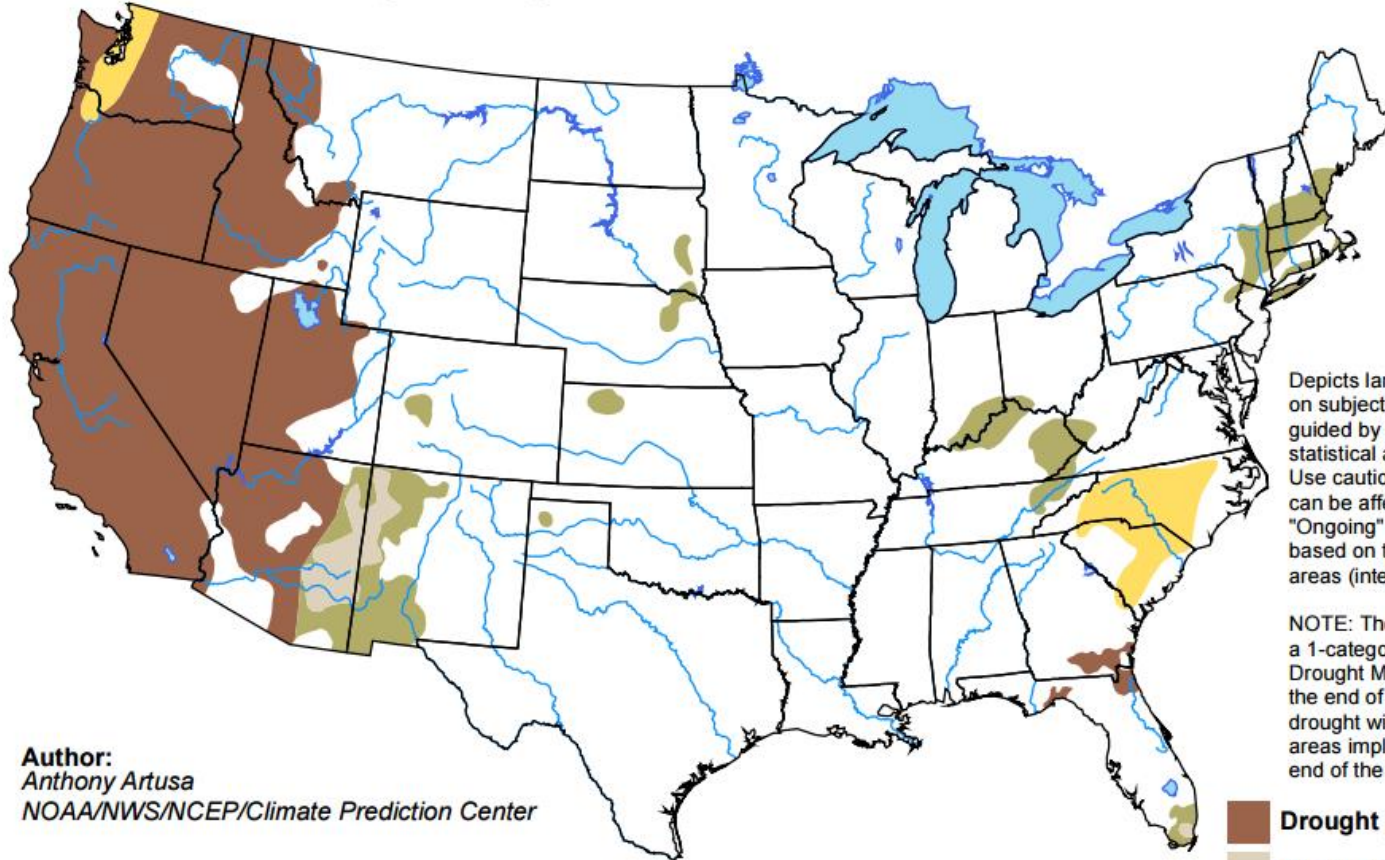 Depicts lar
on subject
guided by
statistical a
Use cautio
can be affe
"Ongoing"
based on t
areas (inte
NOTE: The
a 1-catego
Drought M
the end of
drought wi
areas impl
end of the
Author:
Anthony Artusa
NOAA/NWS/NCEP/Climate Prediction Center
Drought